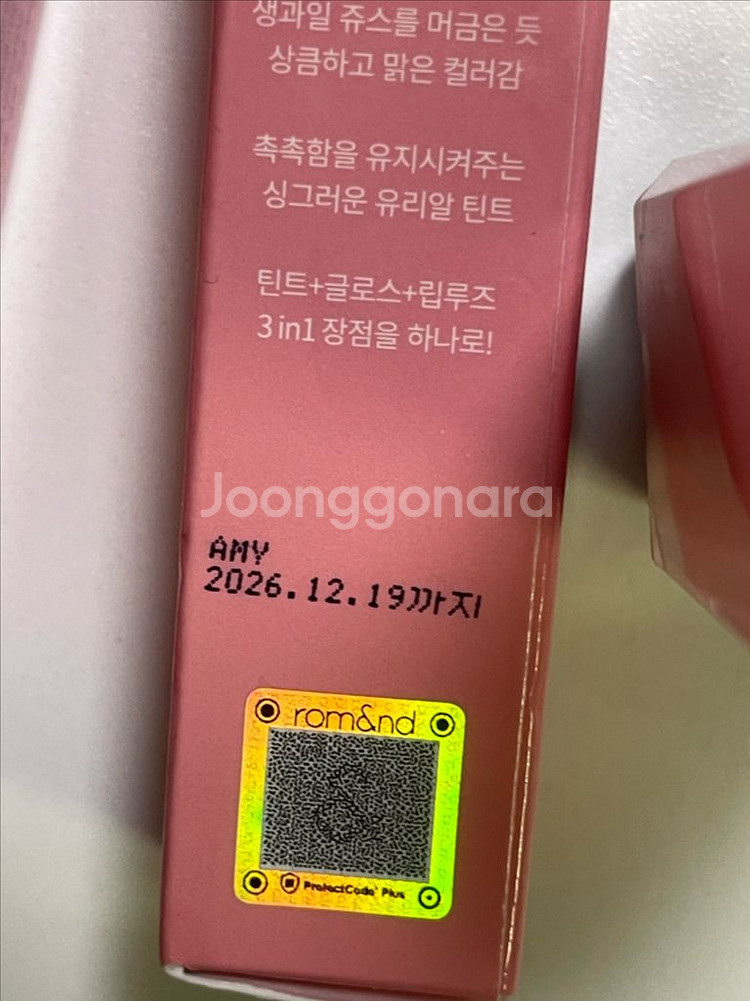 생과일 쥬스를 머금은 듯
상큼하고 맑은 컬러감
촉촉함을 유지시켜주는
싱그러운 유리알 틴트
틴트+글로스+립루즈
3 in1 장점을 하나로!
Joonggonara
AMY
2026.12.19까지
rom&nd
ProtectCode Plus